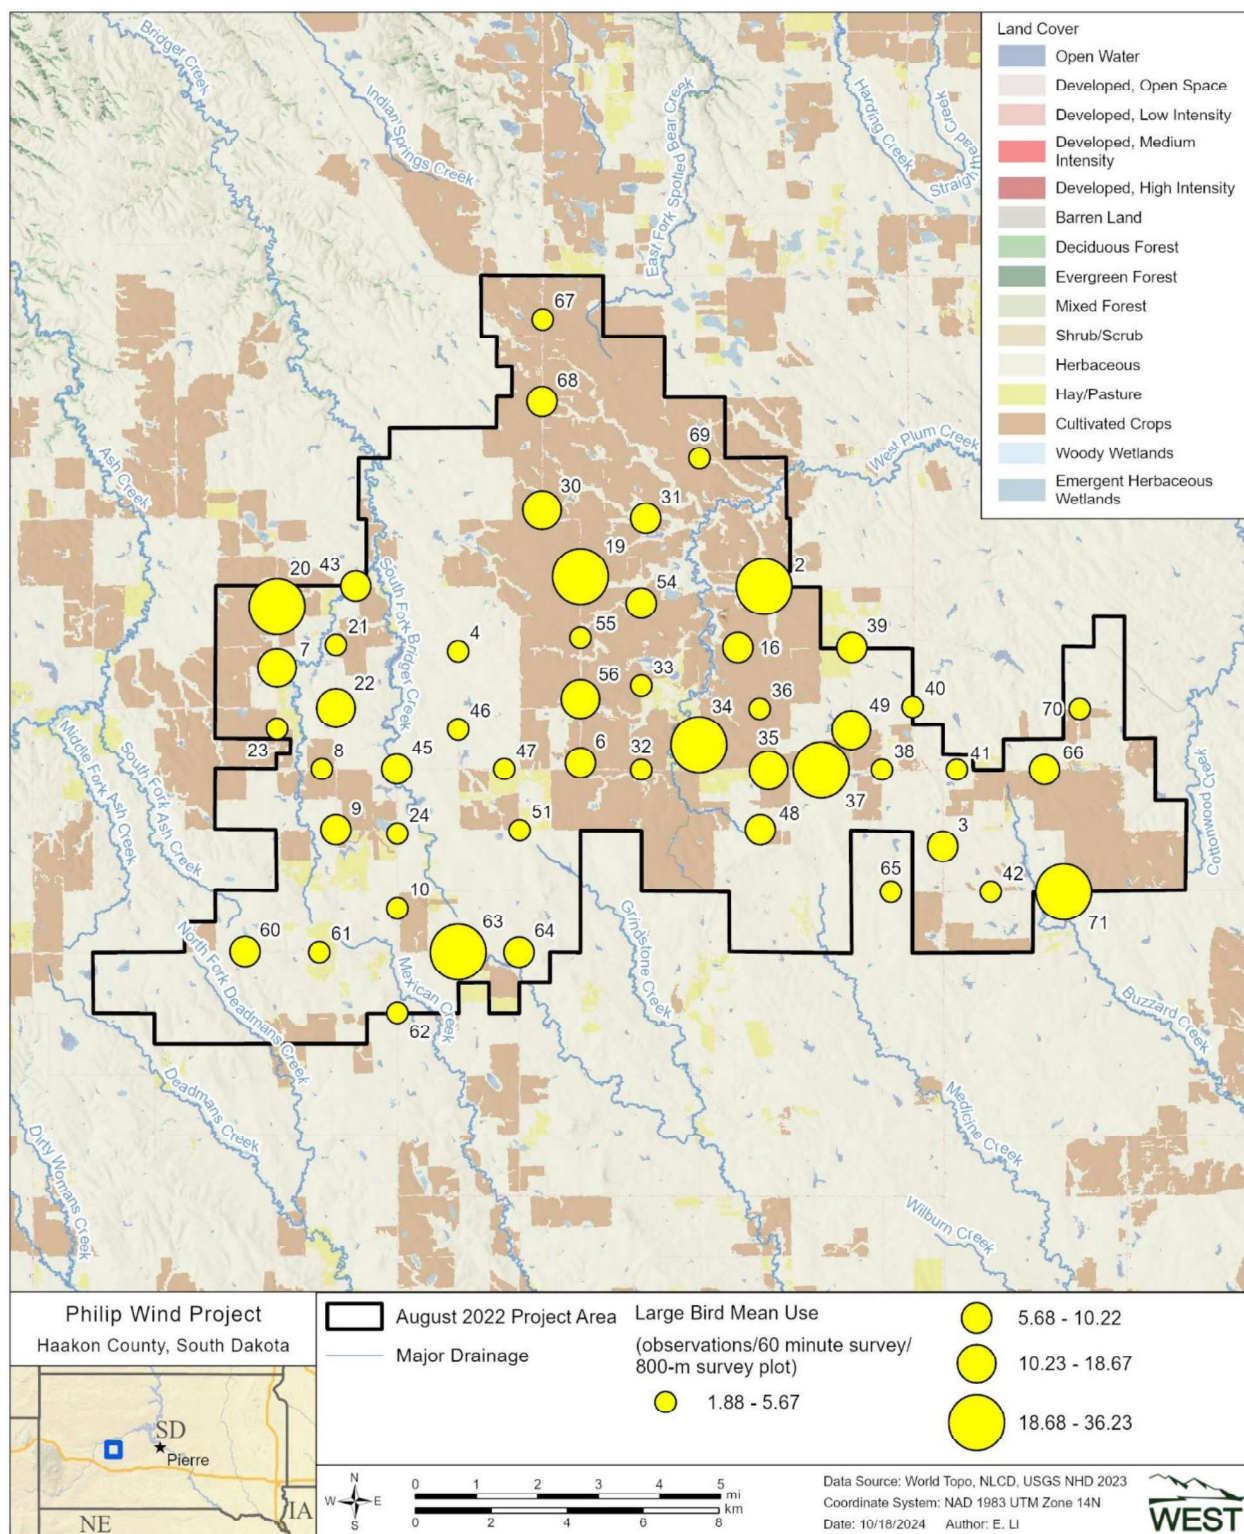 Bridger Creek
Indian Springs Creek
East Fork Spotted Bear Creek
Harding Creek
Straighthead Creek
Land Cover
Open Water
Developed, Open Space
Developed, Low Intensity
Developed, Medium
Intensity
Developed, High Intensity
Barren Land
Deciduous Forest
Evergreen Forest
Mixed Forest
Shrub/Scrub
Herbaceous
Hay/Pasture
Cultivated Crops
Woody Wetlands
Emergent Herbaceous
Wetlands
67
68
69
West Plum Creek
Ash Creek
30
31
19
2
20
43
54
South Fork Bridger Creek
21
4
55
16
39
7
33
56
36
34
40
70
22
49
46
23
8
45
47
6
32
35
37
38
41
66
Middle Fork Ash Creek
South Fork Ash Creek
Cottonwood Creek
9
24
51
48
3
10
65
42
71
60
61
63
64
North Fork Deadmans Creek
Mexican Creek
Grindstone Creek
62
Buzzard Creek
Deadmans Creek
Medicine Creek
Dirty Womans Creek
Wilburn Creek
Philip Wind Project
Haakon County, South Dakota
SD
Pierre
NE
IA
August 2022 Project Area
Major Drainage
Large Bird Mean Use
(observations/60 minute survey/
800-m survey plot)
1.88 - 5.67
5.68 - 10.22
10.23 - 18.67
18.68 - 36.23
N
W E
S
0 1 2 3 4 5
mi
km
0 2 4 6 8
Data Source: World Topo, NLCD, USGS NHD 2023
Coordinate System: NAD 1983 UTM Zone 14N
Date: 10/18/2024 Author: E. Li
WEST